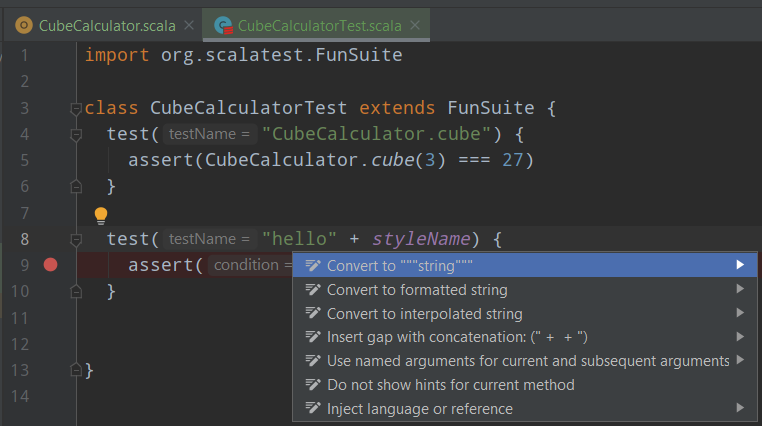 CubeCalculator.scala × CubeCalculatorTest.scala ×
1 import org.scalatest.FunSuite
2
3 class CubeCalculatorTest extends FunSuite {
4 test( testName = "CubeCalculator.cube") {
5 assert(CubeCalculator.cube(3) === 27)
6 }
7
8 test( testName = "hello" + styleName) {
9 assert( condition =
10 }
11
12
13 }
14
Convert to """string"""
Convert to formatted string
Convert to interpolated string
Insert gap with concatenation: (" + + ")
Use named arguments for current and subsequent arguments
Do not show hints for current method
Inject language or reference